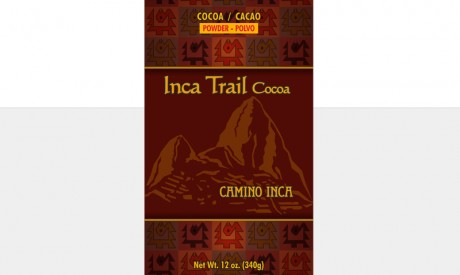 COCOA / CACAO
POWDER - POLVO
Inca Trail Cocoa
CAMINO INCA
Net Wt. 12 oz. (340g)